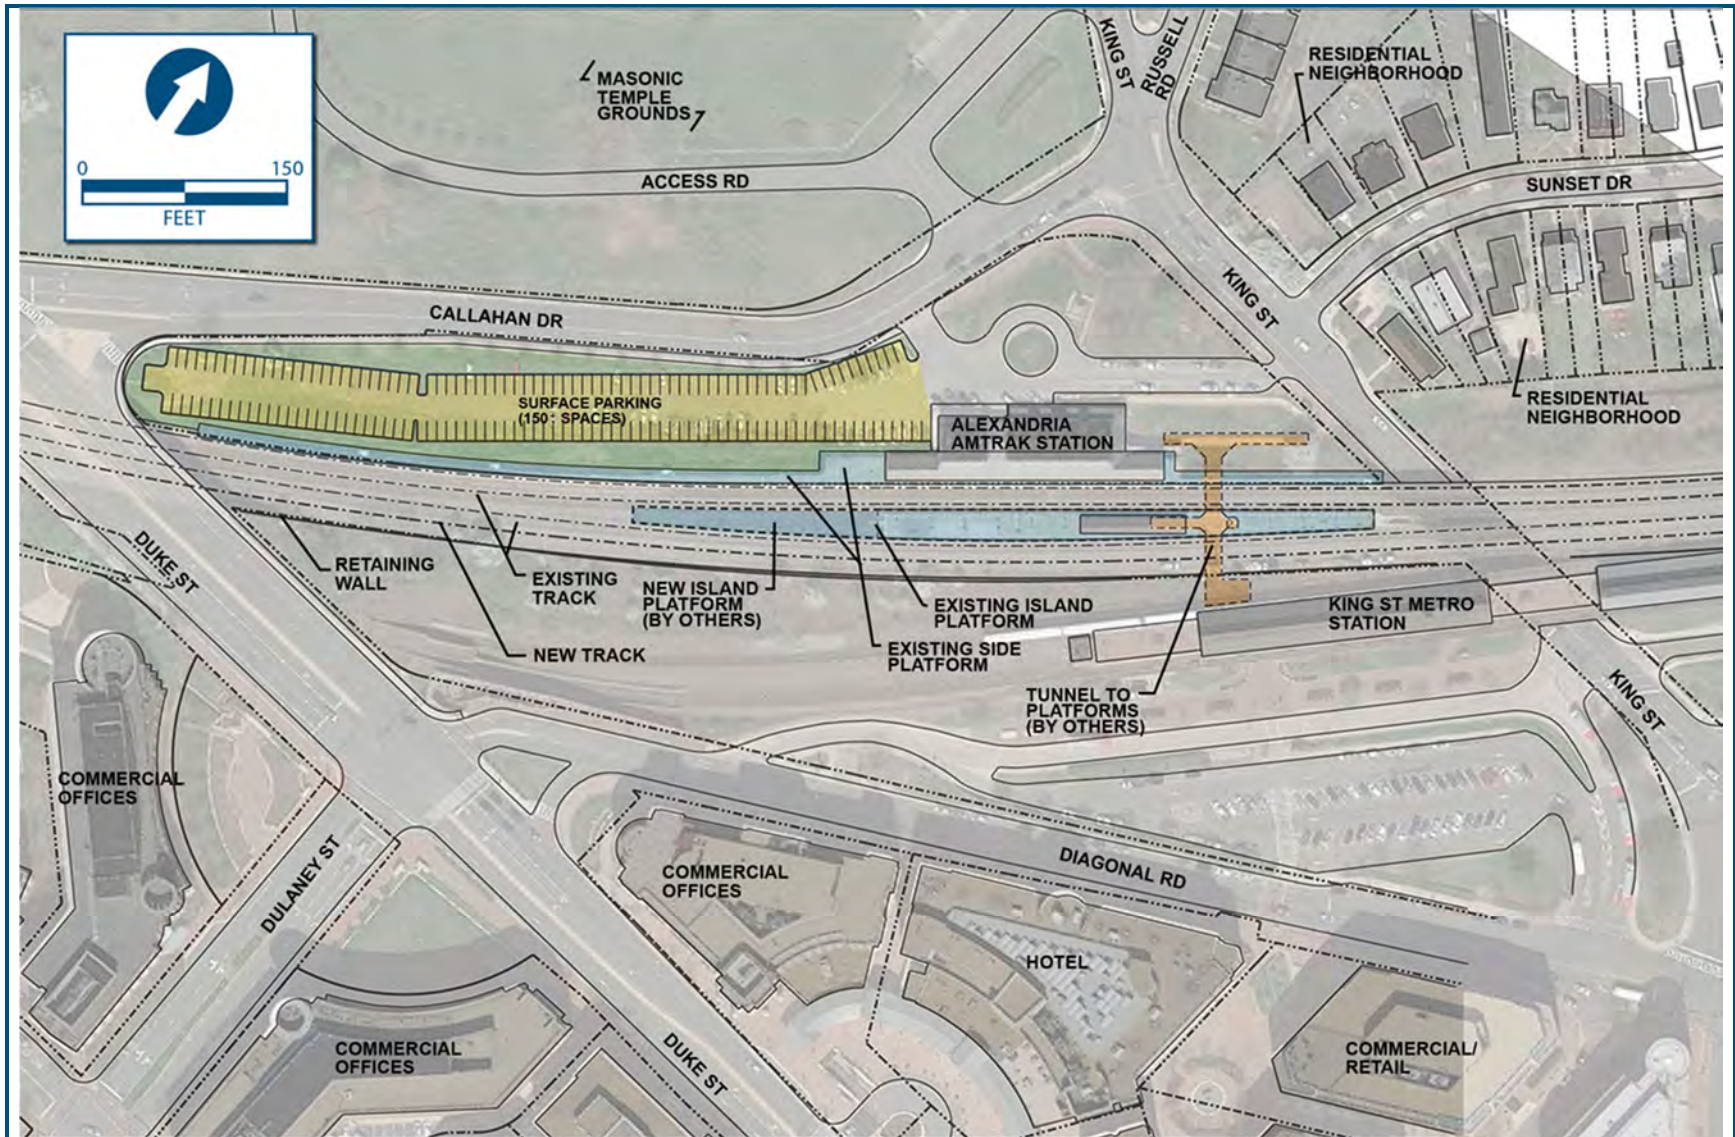 KING ST
RUSSELL
RD
RESIDENTIAL
NEIGHBORHOOD
MASONIC
TEMPLE
GROUNDS
0 150
FEET
ACCESS RD
SUNSET DR
CALLAHAN DR
KING ST
SURFACE PARKING
(150± SPACES)
ALEXANDRIA
AMTRAK STATION
RESIDENTIAL
NEIGHBORHOOD
DUKE ST
RETAINING
WALL
EXISTING
TRACK
NEW ISLAND
PLATFORM
(BY OTHERS)
EXISTING ISLAND
PLATFORM
KING ST METRO
STATION
NEW TRACK
EXISTING SIDE
PLATFORM
TUNNEL TO
PLATFORMS
(BY OTHERS)
KING ST
COMMERCIAL
OFFICES
DULANEY ST
COMMERCIAL
OFFICES
DIAGONAL RD
HOTEL
COMMERCIAL
OFFICES
DUKE ST
COMMERCIAL/
RETAIL